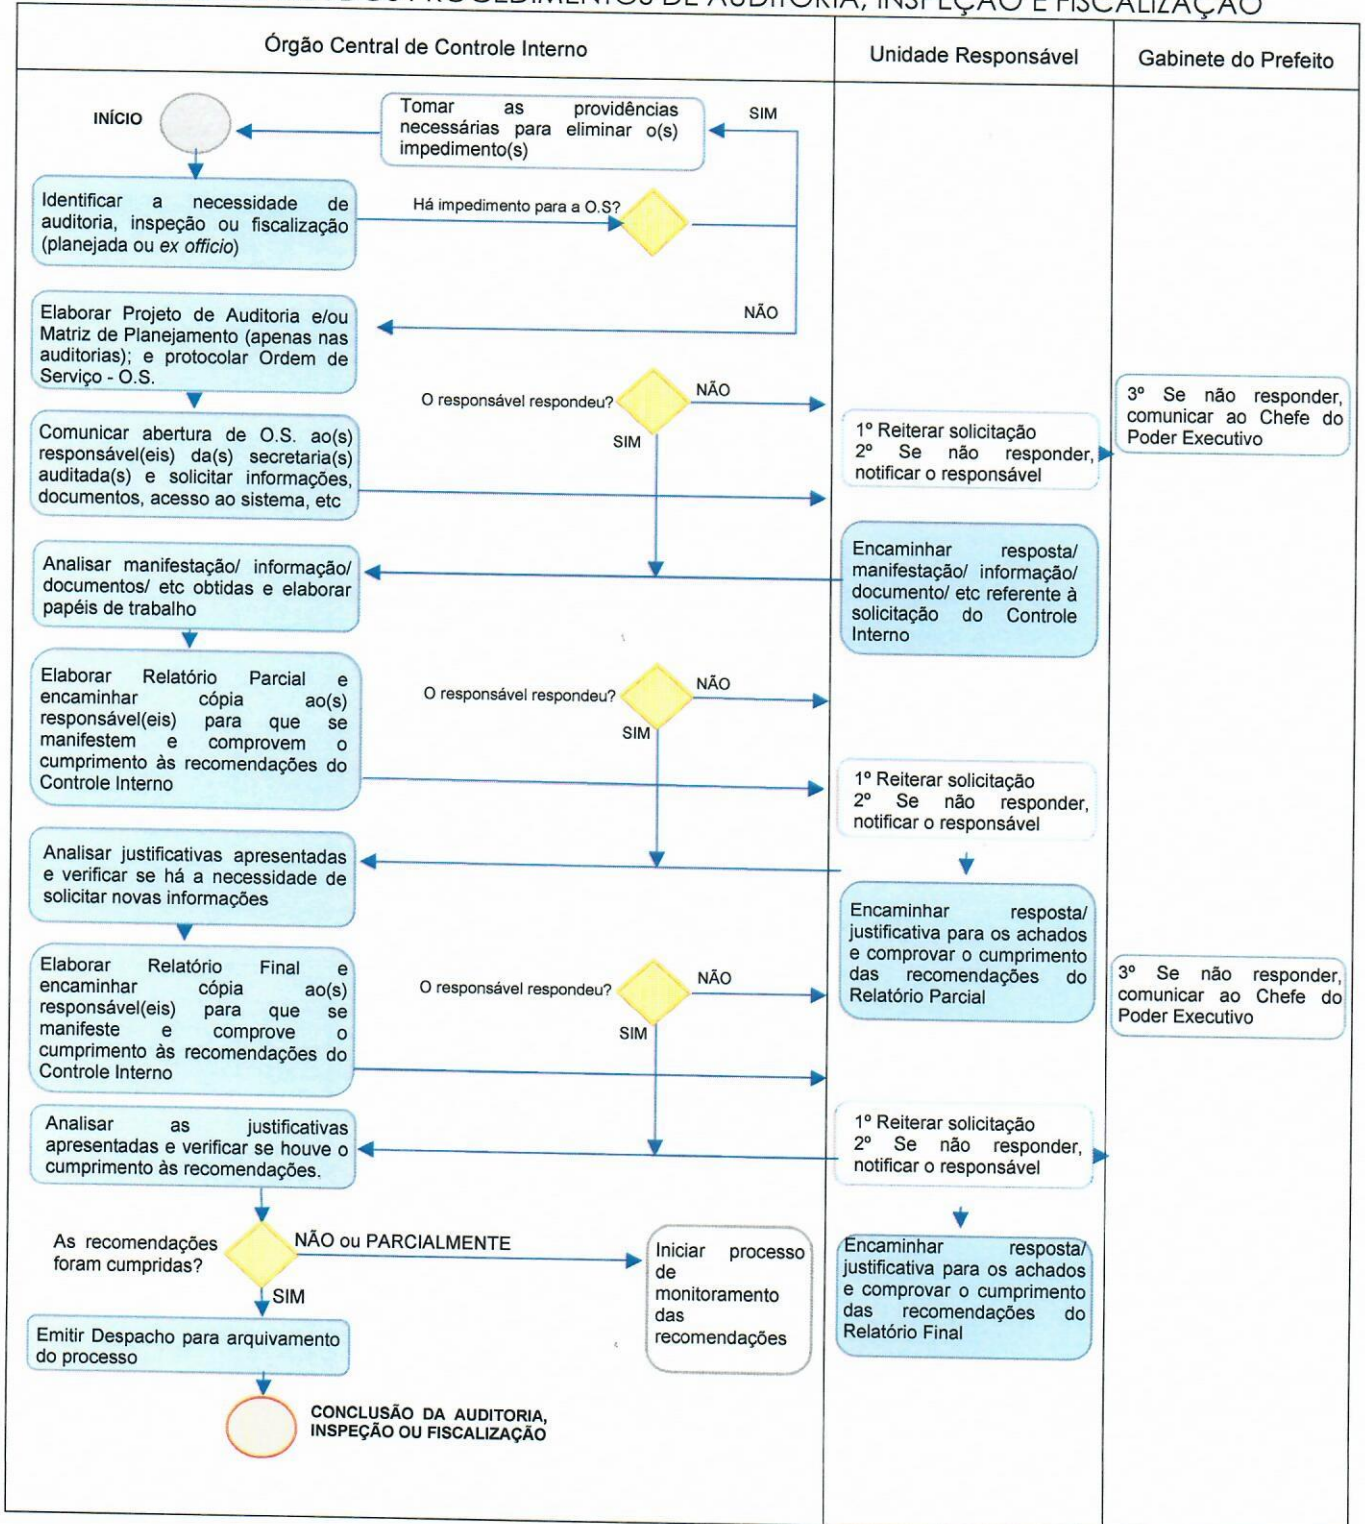 PROCEDIMENTOS DE AUDITORIA, INSPEÇÃO E FISCALIZAÇÃO
Órgão Central de Controle Interno
Unidade Responsável
Gabinete do Prefeito
INÍCIO
Tomar as providências
necessárias para eliminar o(s)
impedimento(s)
SIM
Identificar a necessidade de
auditoria, inspeção ou fiscalização
(planejada ou ex officio)
Há impedimento para a O.S?
NÃO
Elaborar Projeto de Auditoria e/ou
Matriz de Planejamento (apenas nas
auditorias); e protocolar Ordem de
Serviço - O.S.
O responsável respondeu?
NÃO
SIM
3º Se não responder,
comunicar ao Chefe do
Poder Executivo
Comunicar abertura de O.S. ao(s)
responsável(eis) da(s) secretaria(s)
auditada(s) e solicitar informações,
documentos, acesso ao sistema, etc
1º Reiterar solicitação
2º Se não responder,
notificar o responsável
Analisar manifestação/ informação/
documentos/ etc obtidas e elaborar
papéis de trabalho
Encaminhar resposta/
manifestação/ informação/
documento/ etc referente à
solicitação do Controle
Interno
Elaborar Relatório Parcial e
encaminhar cópia ao(s)
responsável(eis) para que se
manifestem e comprovem o
cumprimento às recomendações do
Controle Interno
O responsável respondeu?
NÃO
SIM
1º Reiterar solicitação
2º Se não responder,
notificar o responsável
Analisar justificativas apresentadas
e verificar se há a necessidade de
solicitar novas informações
Encaminhar resposta/
justificativa para os achados
e comprovar o cumprimento
das recomendações do
Relatório Parcial
Elaborar Relatório Final e
encaminhar cópia ao(s)
responsável(eis) para que se
manifeste e comprove o
cumprimento às recomendações do
Controle Interno
O responsável respondeu?
NÃO
SIM
3º Se não responder,
comunicar ao Chefe do
Poder Executivo
Analisar as justificativas
apresentadas e verificar se houve o
cumprimento às recomendações.
1º Reiterar solicitação
2º Se não responder,
notificar o responsável
As recomendações
foram cumpridas?
NÃO ou PARCIALMENTE
SIM
Iniciar processo
de
monitoramento
das
recomendações
Encaminhar resposta/
justificativa para os achados
e comprovar o cumprimento
das recomendações do
Relatório Final
Emitir Despacho para arquivamento
do processo
CONCLUSÃO DA AUDITORIA,
INSPEÇÃO OU FISCALIZAÇÃO